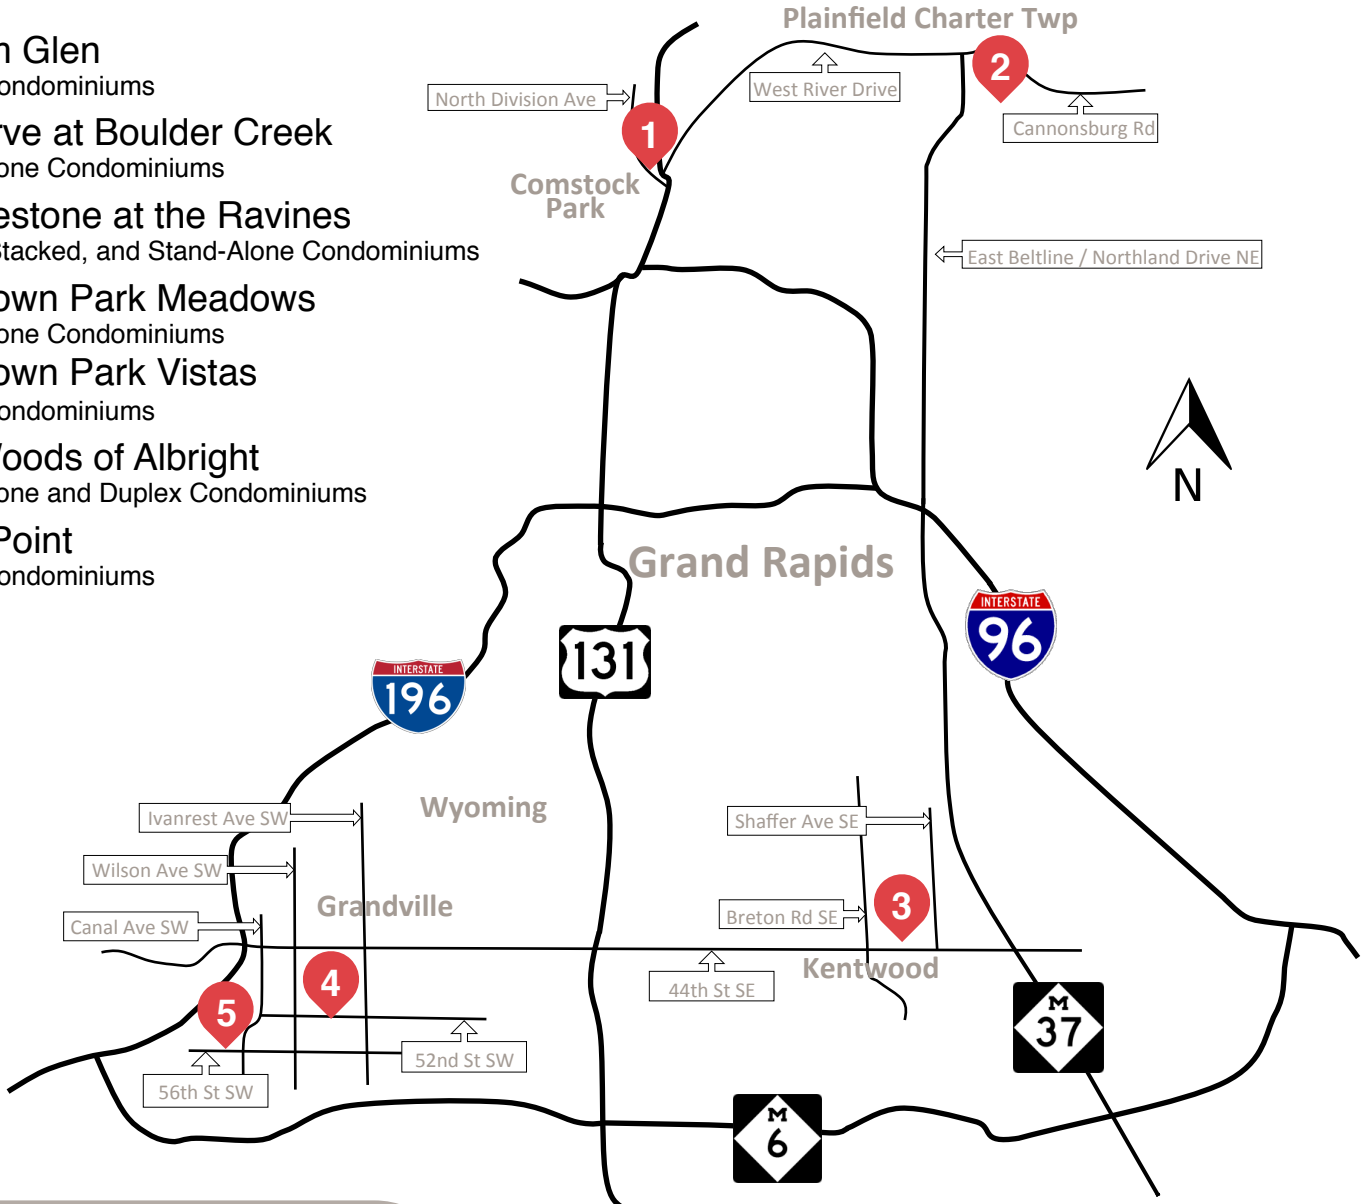 n Glen
ondominiums
rve at Boulder Creek
one Condominiums
estone at the Ravines
Stacked, and Stand-Alone Condominiums
own Park Meadows
one Condominiums
own Park Vistas
ondominiums
Woods of Albright
one and Duplex Condominiums
Point
ondominiums
Plainfield Charter Twp
2
North Division Ave
West River Drive
1
Cannonsburg Rd
Comstock
Park
East Beltline / Northland Drive NE
N
Grand Rapids
INTERSTATE
96
131
INTERSTATE
196
Wyoming
Ivanrest Ave SW
Shaffer Ave SE
Wilson Ave SW
Grandville
3
Canal Ave SW
Breton Rd SE
Kentwood
4
44th St SE
5
M
37
52nd St SW
56th St SW
M
6